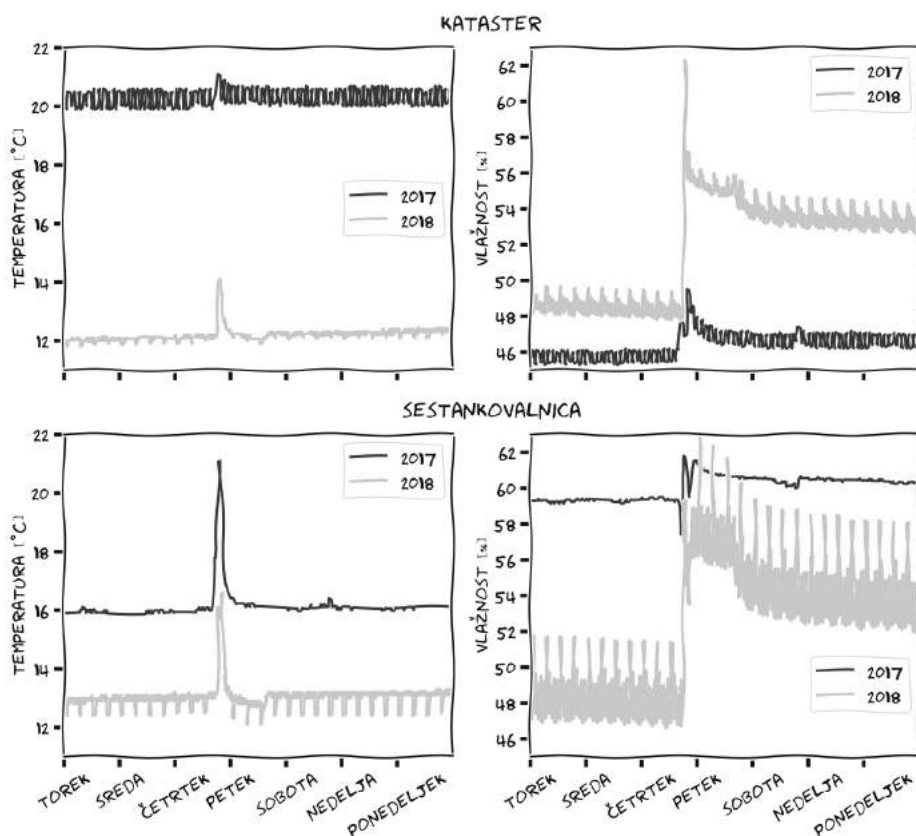 KATASTER
TEMPERATURA [°C]
22
20
18
16
14
12
2017
2018
VLAŽNOST [%]
62
60
58
56
54
52
50
48
46
2017
2018
SESTANKOVALNICA
TEMPERATURA [°C]
22
20
18
16
14
12
2017
2018
TOREK
SREDA
ČETRTEK
PETEK
SOBOTA
NEDELJA
PONEDELJEK
VLAŽNOST [%]
62
60
58
56
54
52
50
48
46
2017
2018
TOREK
SREDA
ČETRTEK
PETEK
SOBOTA
NEDELJA
PONEDELJEK